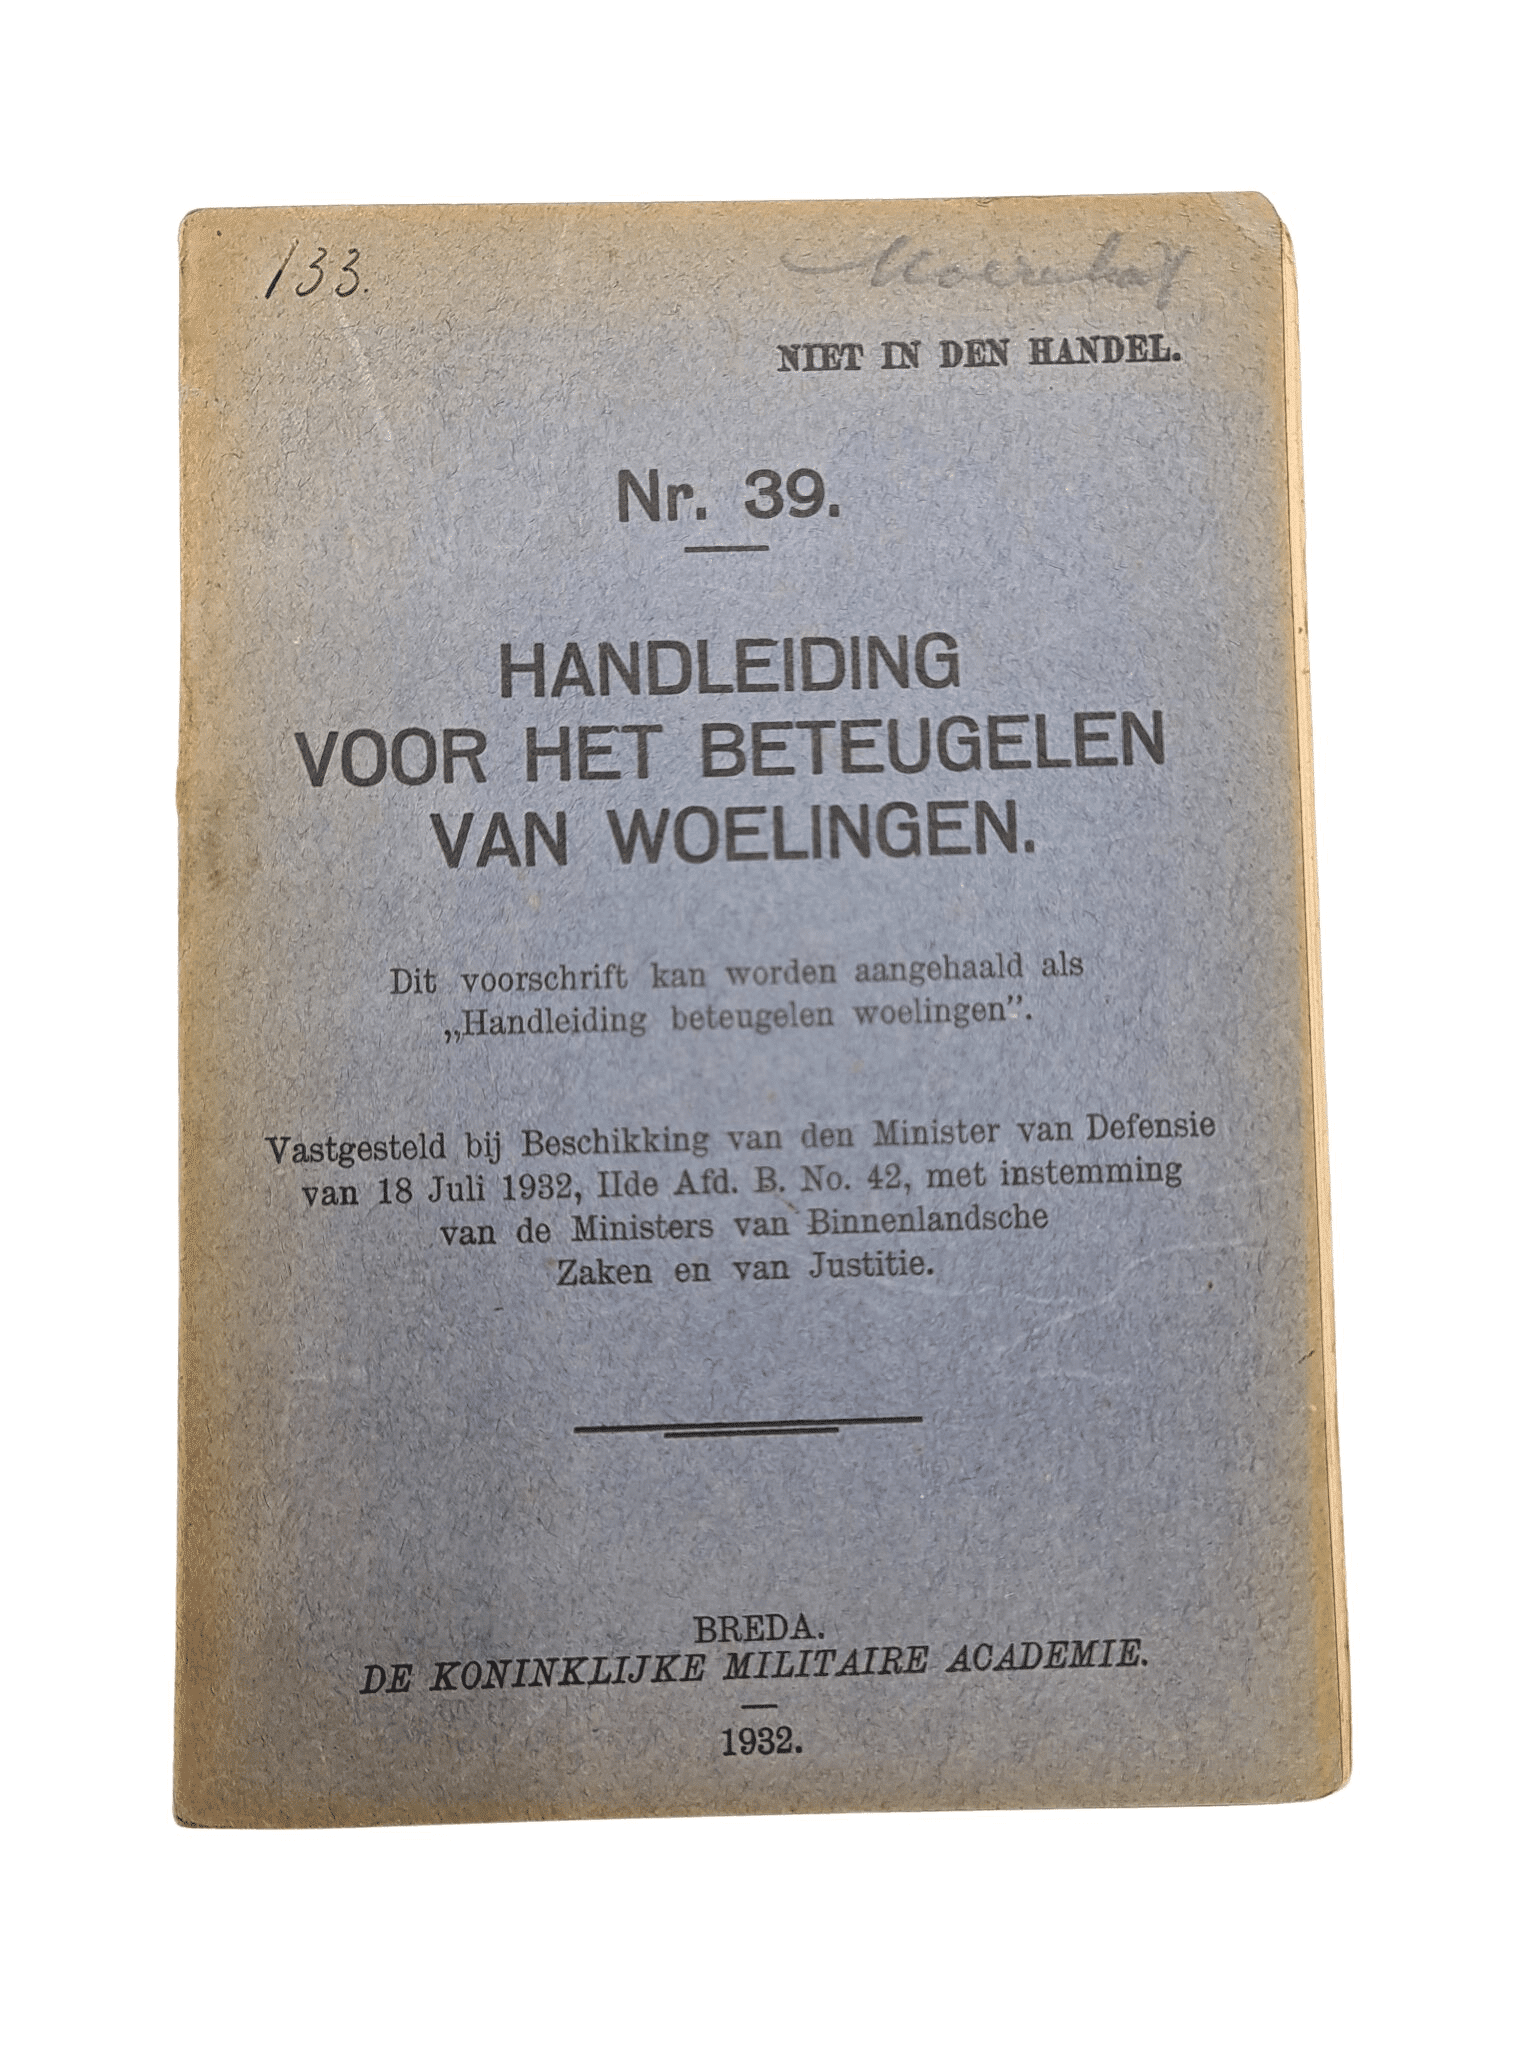 133.
NIET IN DEN HANDEL.
Nr. 39.
HANDLEIDING
VOOR HET BETEUGELEN
VAN WOELINGEN.
Dit voorschrift kan worden aangehaald als
„Handleiding beteugelen woelingen”.
Vastgesteld bij Beschikking van den Minister van Defensie
van 18 Juli 1932, IIde Afd. B. No. 42, met instemming
van de Ministers van Binnenlandsche
Zaken en van Justitie.
BREDA.
DE KONINKLIJKE MILITAIRE ACADEMIE.
1932.